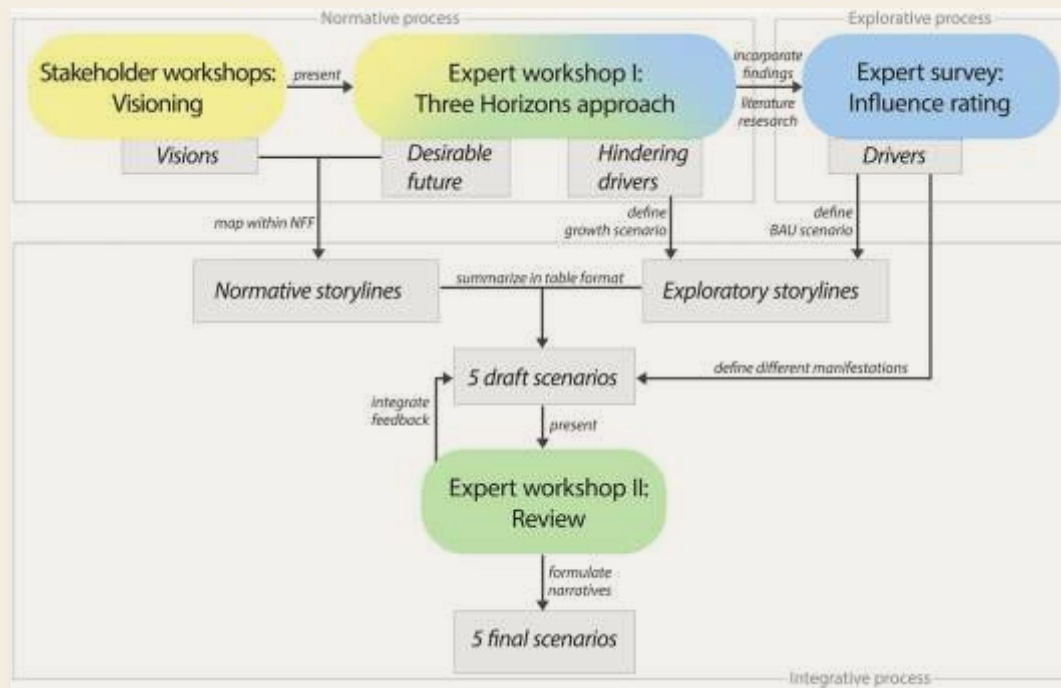 Normative process
Explorative process
Stakeholder workshops:
Visioning
present
Expert workshop I:
Three Horizons approach
incorporate
findings
literature
resesarch
Expert survey:
Influence rating
Visions
Desirable
future
Hindering
drivers
Drivers
map within NFF
define
growth scenario
define
BAU scenario
Normative storylines
summarize in table format
Exploratory storylines
5 draft scenarios
define different manifestations
integrate
feedback
present
Expert workshop II:
Review
formulate
narratives
5 final scenarios
Integrative process